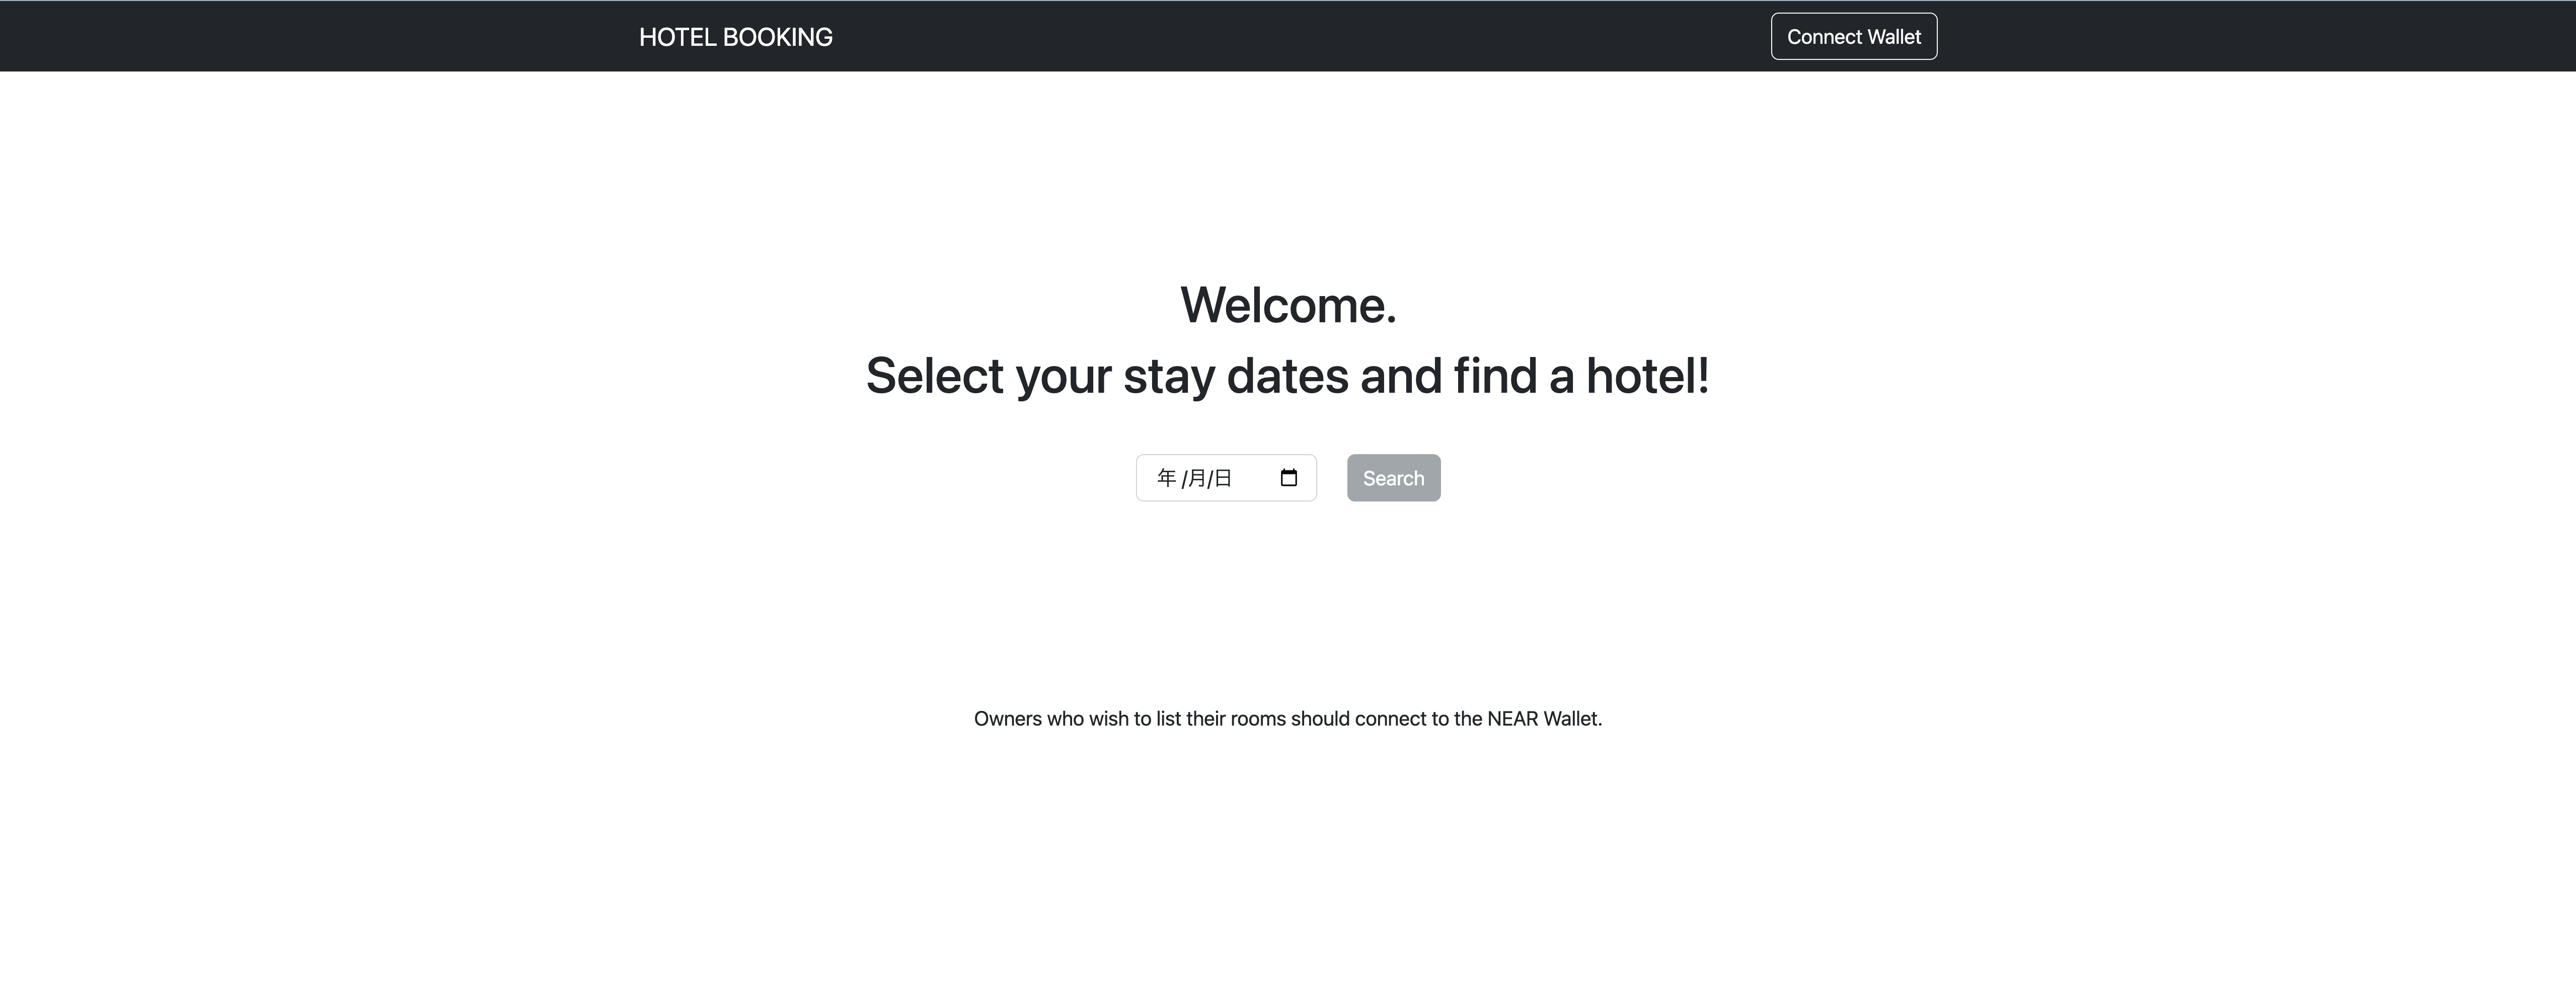 HOTEL BOOKING
Connect Wallet
Welcome.
Select your stay dates and find a hotel!
年 /月/日
Search
Owners who wish to list their rooms should connect to the NEAR Wallet.